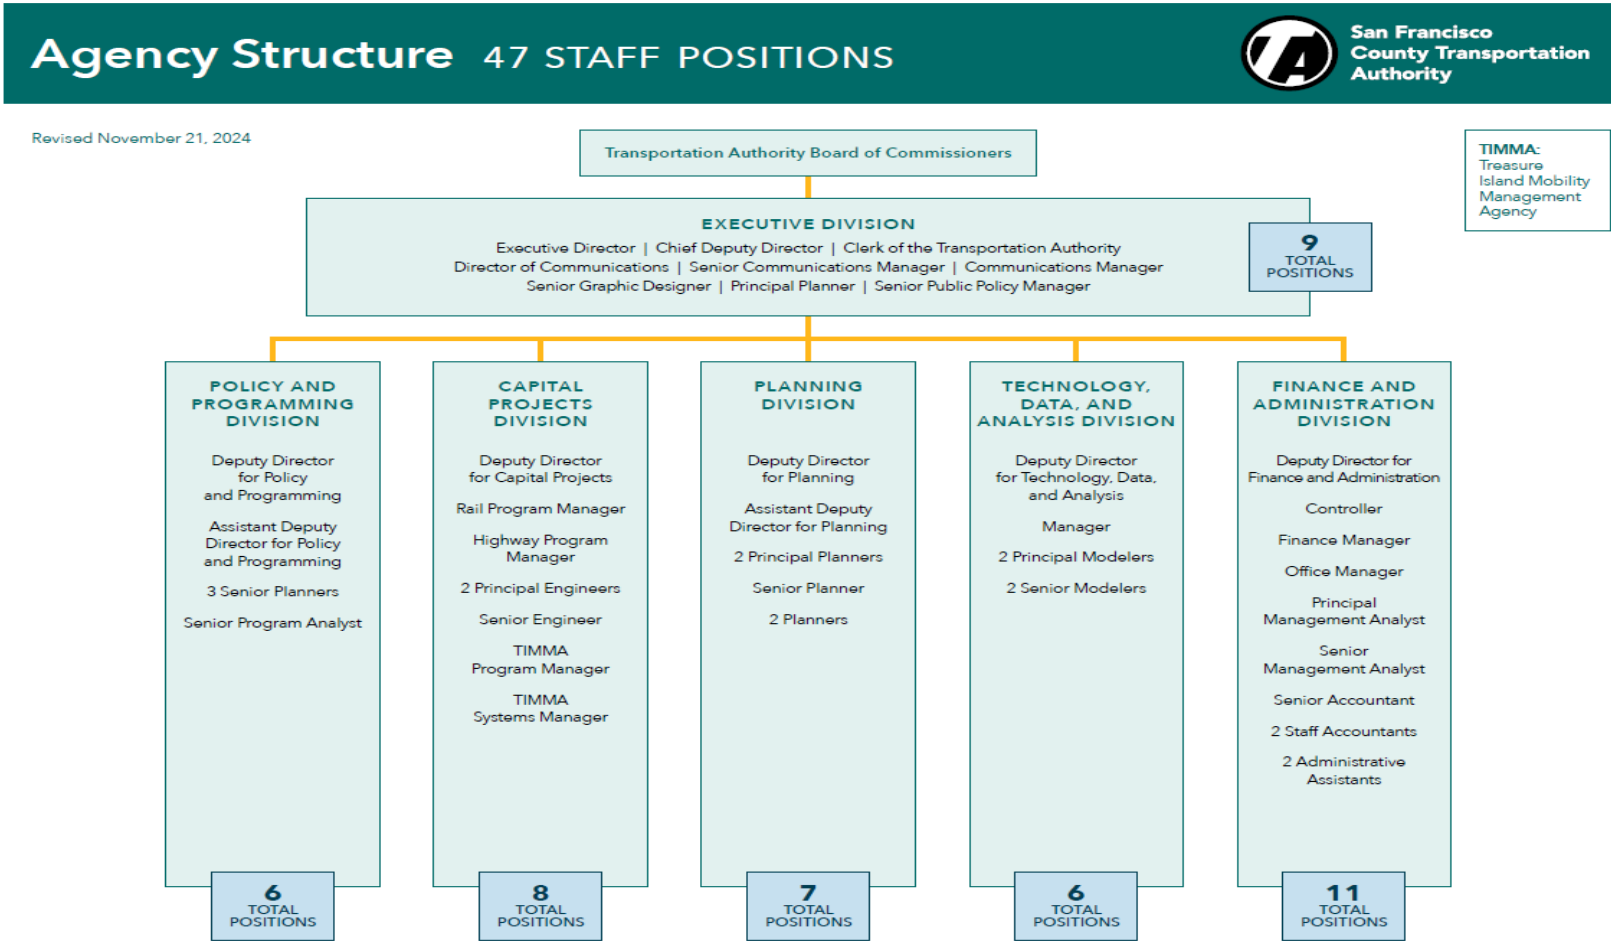 Agency Structure 47 STAFF POSITIONS
San Francisco
County Transportation
Authority
Revised November 21, 2024
Transportation Authority Board of Commissioners
TIMMA:
Treasure
Island Mobility
Management
Agency
EXECUTIVE DIVISION
Executive Director | Chief Deputy Director | Clerk of the Transportation Authority
Director of Communications | Senior Communications Manager | Communications Manager
Senior Graphic Designer | Principal Planner | Senior Public Policy Manager
9
TOTAL
POSITIONS
POLICY AND
PROGRAMMING
DIVISION
Deputy Director
for Policy
and Programming
Assistant Deputy
Director for Policy
and Programming
3 Senior Planners
Senior Program Analyst
6
TOTAL
POSITIONS
CAPITAL
PROJECTS
DIVISION
Deputy Director
for Capital Projects
Rail Program Manager
Highway Program
Manager
2 Principal Engineers
Senior Engineer
TIMMA
Program Manager
TIMMA
Systems Manager
8
TOTAL
POSITIONS
PLANNING
DIVISION
Deputy Director
for Planning
Assistant Deputy
Director for Planning
2 Principal Planners
Senior Planner
2 Planners
7
TOTAL
POSITIONS
TECHNOLOGY,
DATA, AND
ANALYSIS DIVISION
Deputy Director
for Technology, Data,
and Analysis
Manager
2 Principal Modelers
2 Senior Modelers
6
TOTAL
POSITIONS
FINANCE AND
ADMINISTRATION
DIVISION
Deputy Director for
Finance and Administration
Controller
Finance Manager
Office Manager
Principal
Management Analyst
Senior
Management Analyst
Senior Accountant
2 Staff Accountants
2 Administrative
Assistants
11
TOTAL
POSITIONS